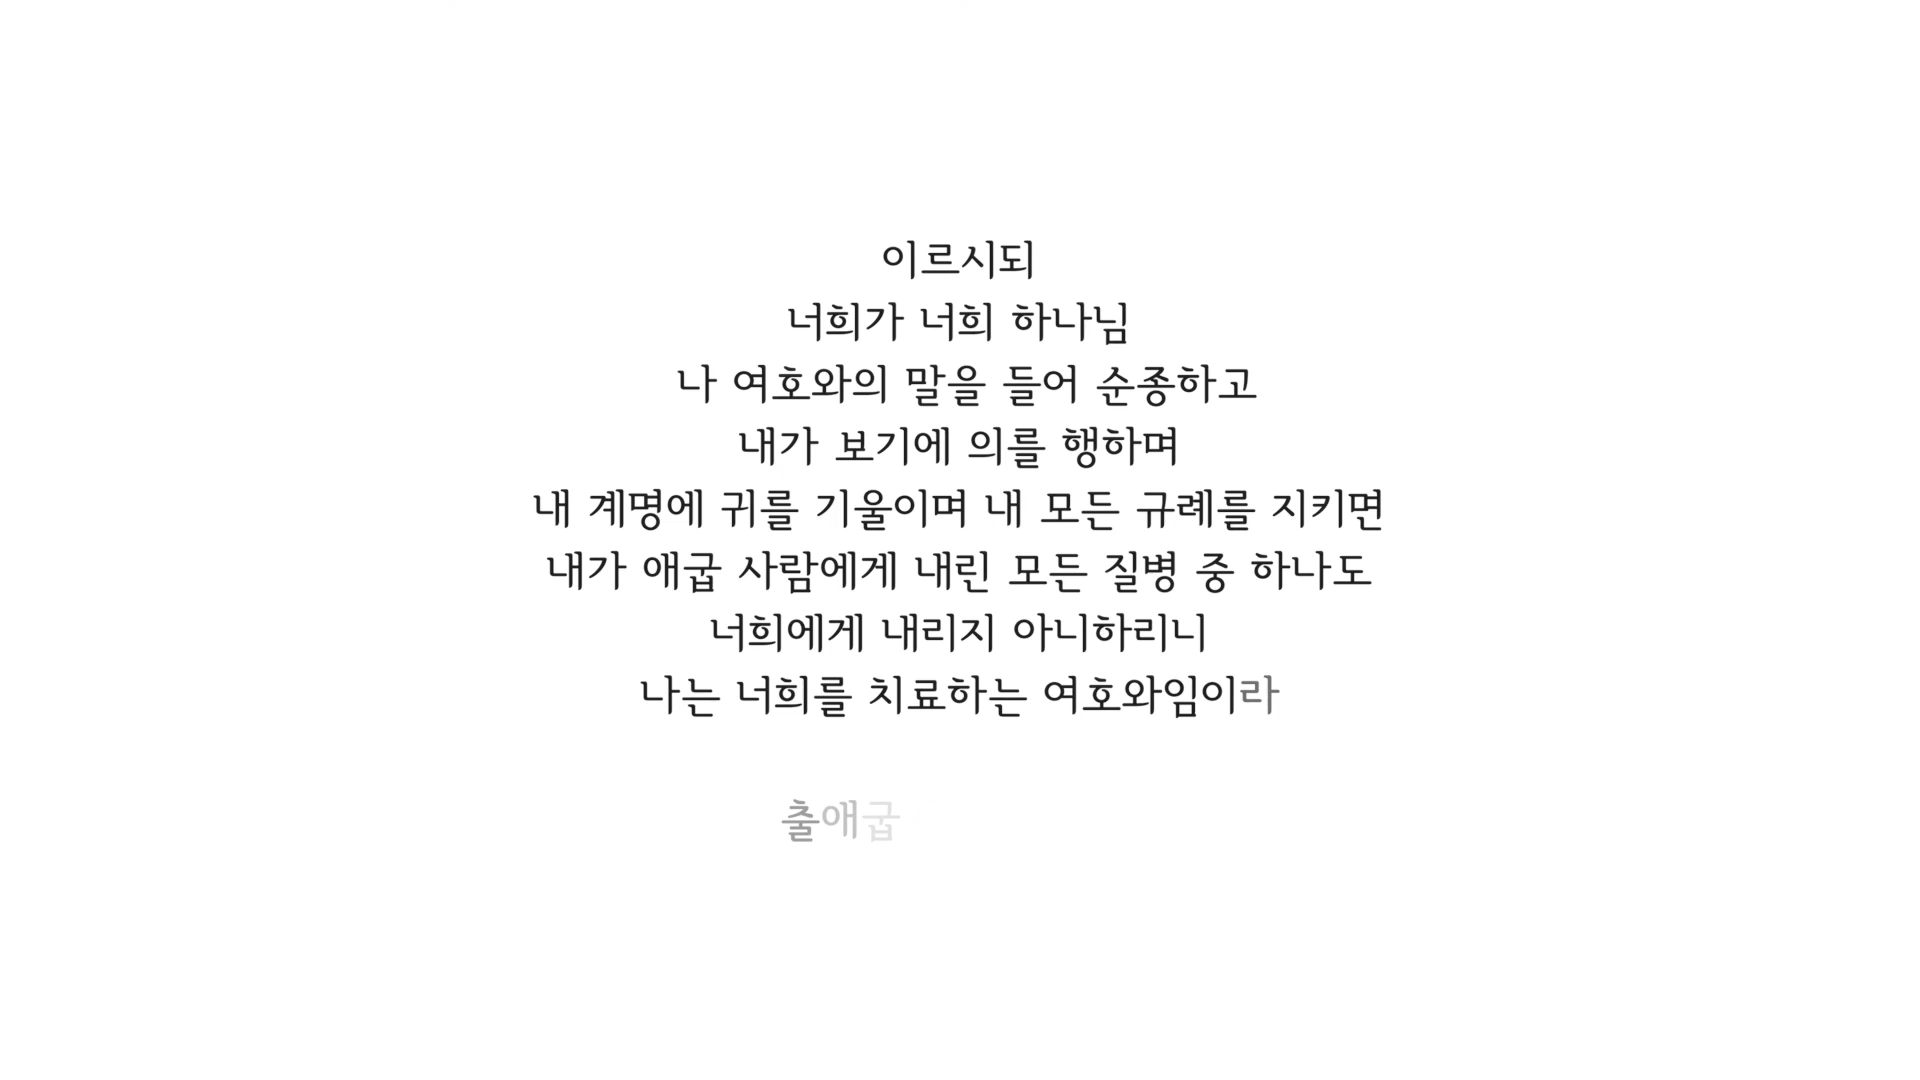 이르시되
너희가 너희 하나님
나 여호와의 말을 들어 순종하고
내가 보기에 의를 행하며
내 계명에 귀를 기울이며 내 모든 규례를 지키면
내가 애굽 사람에게 내린 모든 질병 중 하나도
너희에게 내리지 아니하리니
나는 너희를 치료하는 여호와임이라
출애굽